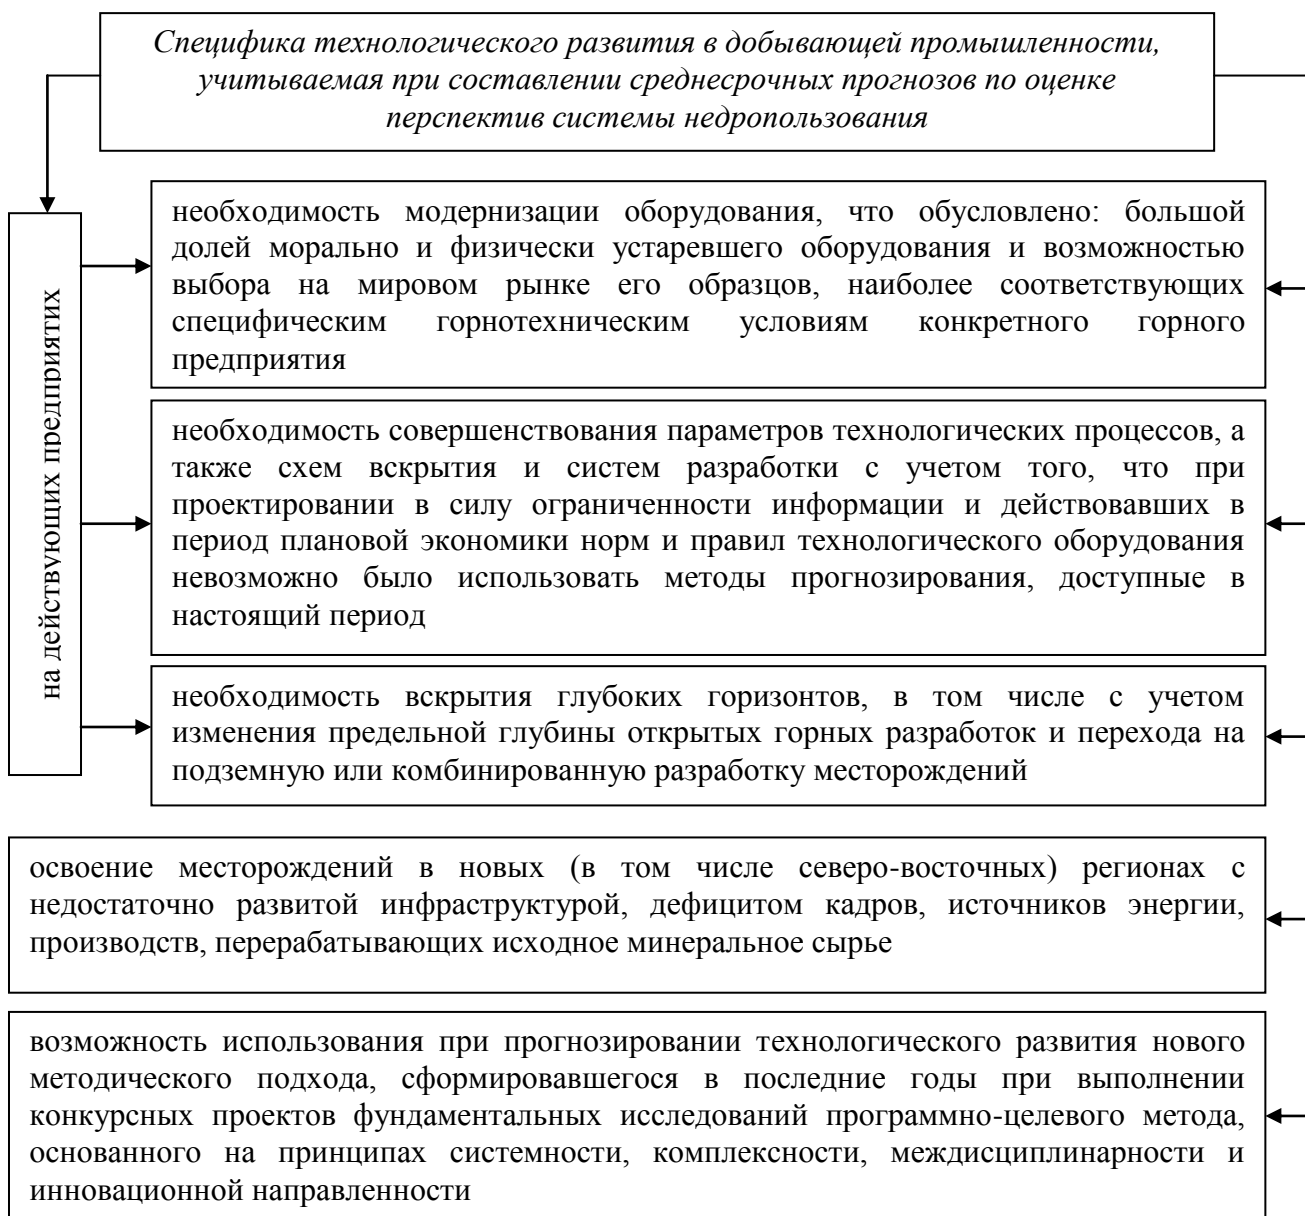 Специфика технологического развития в добывающей промышленности,
учитываемая при составлении среднесрочных прогнозов по оценке
перспектив системы недропользования
на действующих предприятиях
необходимость модернизации оборудования, что обусловлено: большой
долей морально и физически устаревшего оборудования и возможностью
выбора на мировом рынке его образцов, наиболее соответствующих
специфическим горнотехническим условиям конкретного горного
предприятия
необходимость совершенствования параметров технологических процессов, а
также схем вскрытия и систем разработки с учетом того, что при
проектировании в силу ограниченности информации и действовавших в
период плановой экономики норм и правил технологического оборудования
невозможно было использовать методы прогнозирования, доступные в
настоящий период
необходимость вскрытия глубоких горизонтов, в том числе с учетом
изменения предельной глубины открытых горных разработок и перехода на
подземную или комбинированную разработку месторождений
освоение месторождений в новых (в том числе северо-восточных) регионах с
недостаточно развитой инфраструктурой, дефицитом кадров, источников энергии,
производств, перерабатывающих исходное минеральное сырье
возможность использования при прогнозировании технологического развития нового
методического подхода, сформировавшегося в последние годы при выполнении
конкурсных проектов фундаментальных исследований программно-целевого метода,
основанного на принципах системности, комплексности, междисциплинарности и
инновационной направленности